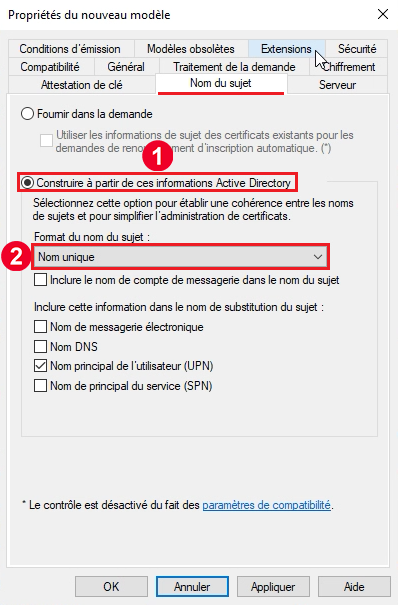 Propriétés du nouveau modèle
Conditions d'émission Modèles obsolètes Extensions Sécurité
Compatibilité Général Traitement de la demande Chiffrement
Attestation de clé Nom du sujet Serveur
Fournir dans la demande
Utiliser les informations de sujet des certificats existants pour les
demandes de d'inscription automatique. (*)
1
Construire à partir de ces informations Active Directory
Sélectionnez cette option pour établir une cohérence entre les noms
de sujets et pour simplifier l'administration de certificats.
Format du nom du sujet :
2 Nom unique
Inclure le nom de compte de messagerie dans le nom du sujet
Inclure cette information dans le nom de substitution du sujet :
Nom de messagerie électronique
Nom DNS
Nom principal de l'utilisateur (UPN)
Nom de principal du service (SPN)
* Le contrôle est désactivé du fait des paramètres de compatibilité.
OK Annuler Appliquer Aide